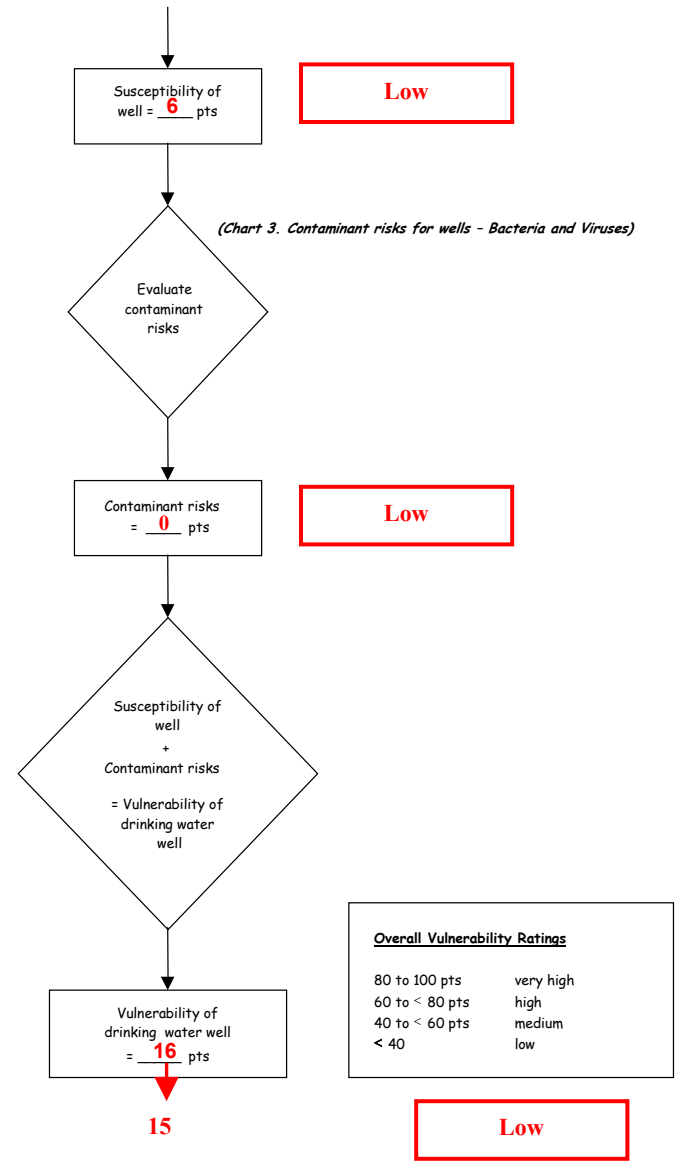 Susceptibility of
well = 6 pts
Low
(Chart 3. Contaminant risks for wells – Bacteria and Viruses)
Evaluate
contaminant
risks
Contaminant risks
= 0 pts
Low
Susceptibility of
well
+
Contaminant risks
= Vulnerability of
drinking water
well
Overall Vulnerability Ratings
80 to 100 pts very high
60 to < 80 pts high
40 to < 60 pts medium
< 40 low
Vulnerability of
drinking water well
= 16 pts
15
Low